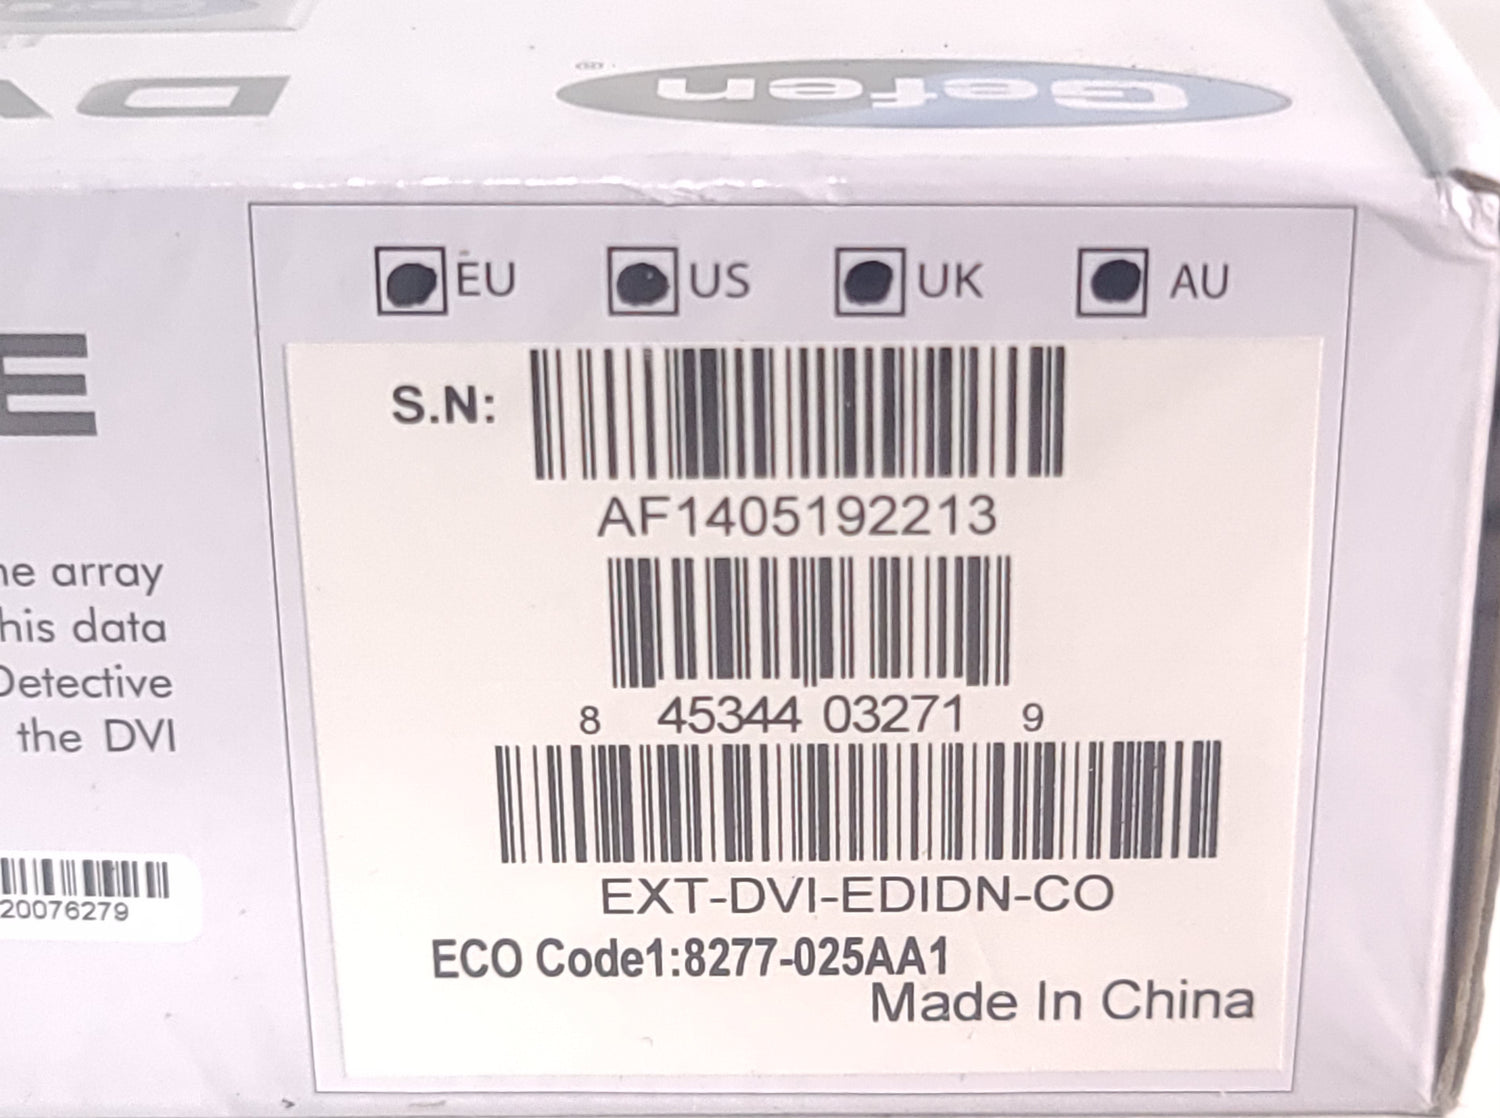 Gefen
DV
E
EU US UK AU
S.N:
AF1405192213
8 45344 03271 9
EXT-DVI-EDIDN-CO
ECO Code1:8277-025AA1
Made In China
array
his data
Detective
the DVI
20076279